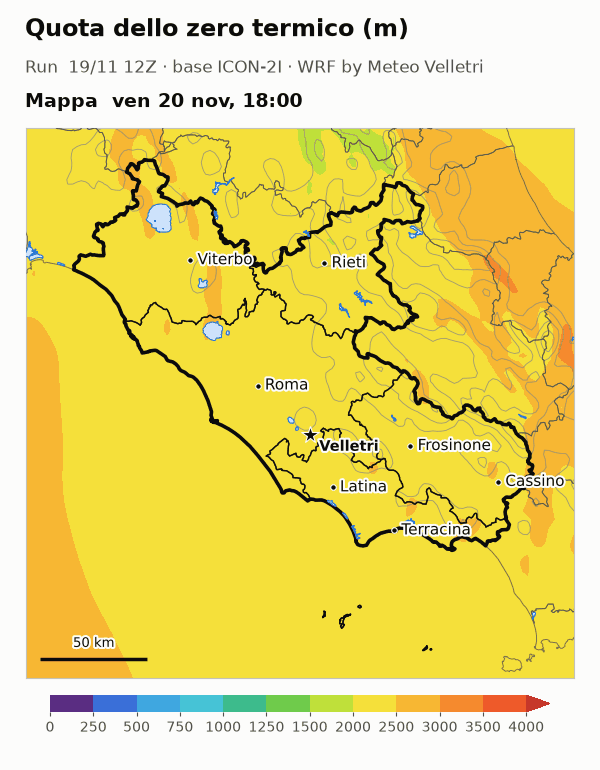 Quota dello zero termico (m)
Run  19/11 12Z · base ICON-2I · WRF by Meteo Velletri
Mappa  ven 20 nov, 18:00
Viterbo
Rieti
Roma
Velletri
Frosinone
Cassino
Latina
Terracina
50 km
0 250 500 750 1000 1250 1500 2000 2500 3000 3500 4000